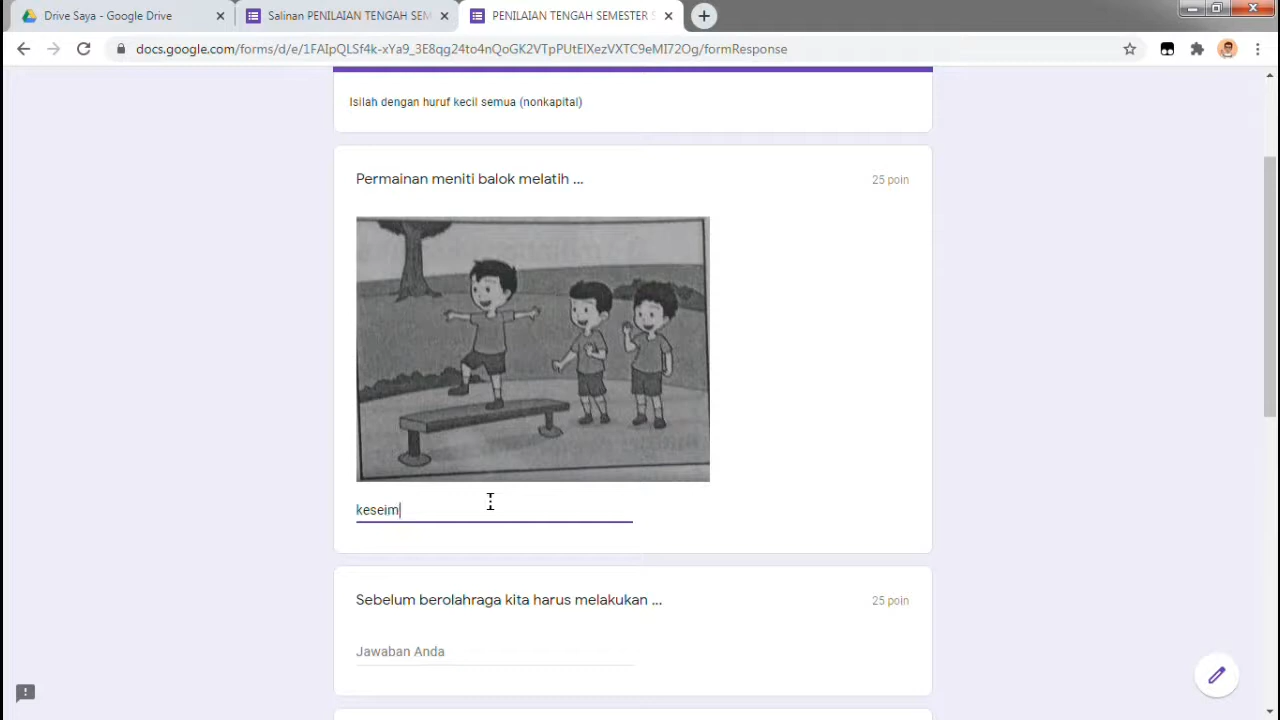 Drive Saya - Google Drive
Salinan PENILAIAN TENGAH SEM
PENILAIAN TENGAH SEMESTER S
docs.google.com/forms/d/e/1FAIpQLSf4k-xYa9_3E8qg24to4nQoGK2VTpPUtElXezVXTC9eMI72Og/formResponse
Isilah dengan huruf kecil semua (nonkapital)
Permainan meniti balok melatih ...
25 poin
keseim
Sebelum berolahraga kita harus melakukan ...
25 poin
Jawaban Anda